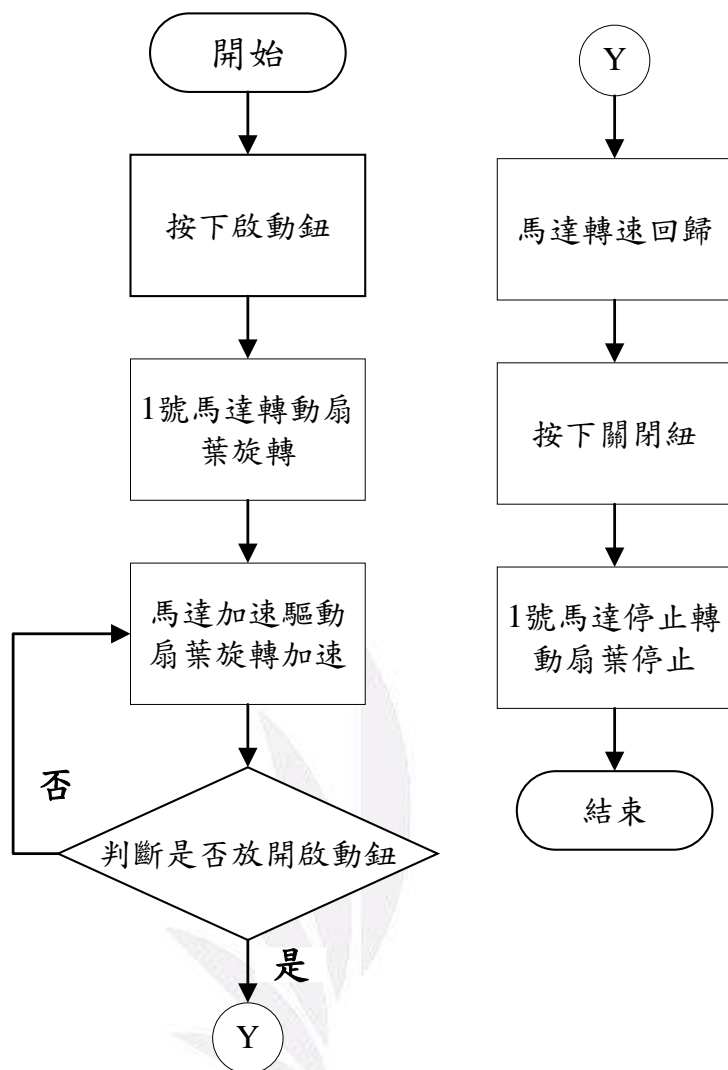 開始
按下啟動鈕
1號馬達轉動扇
葉旋轉
馬達加速驅動
扇葉旋轉加速
否
判斷是否放開啟動鈕
是
Y
Y
馬達轉速回歸
按下關閉紐
1號馬達停止轉
動扇葉停止
結束